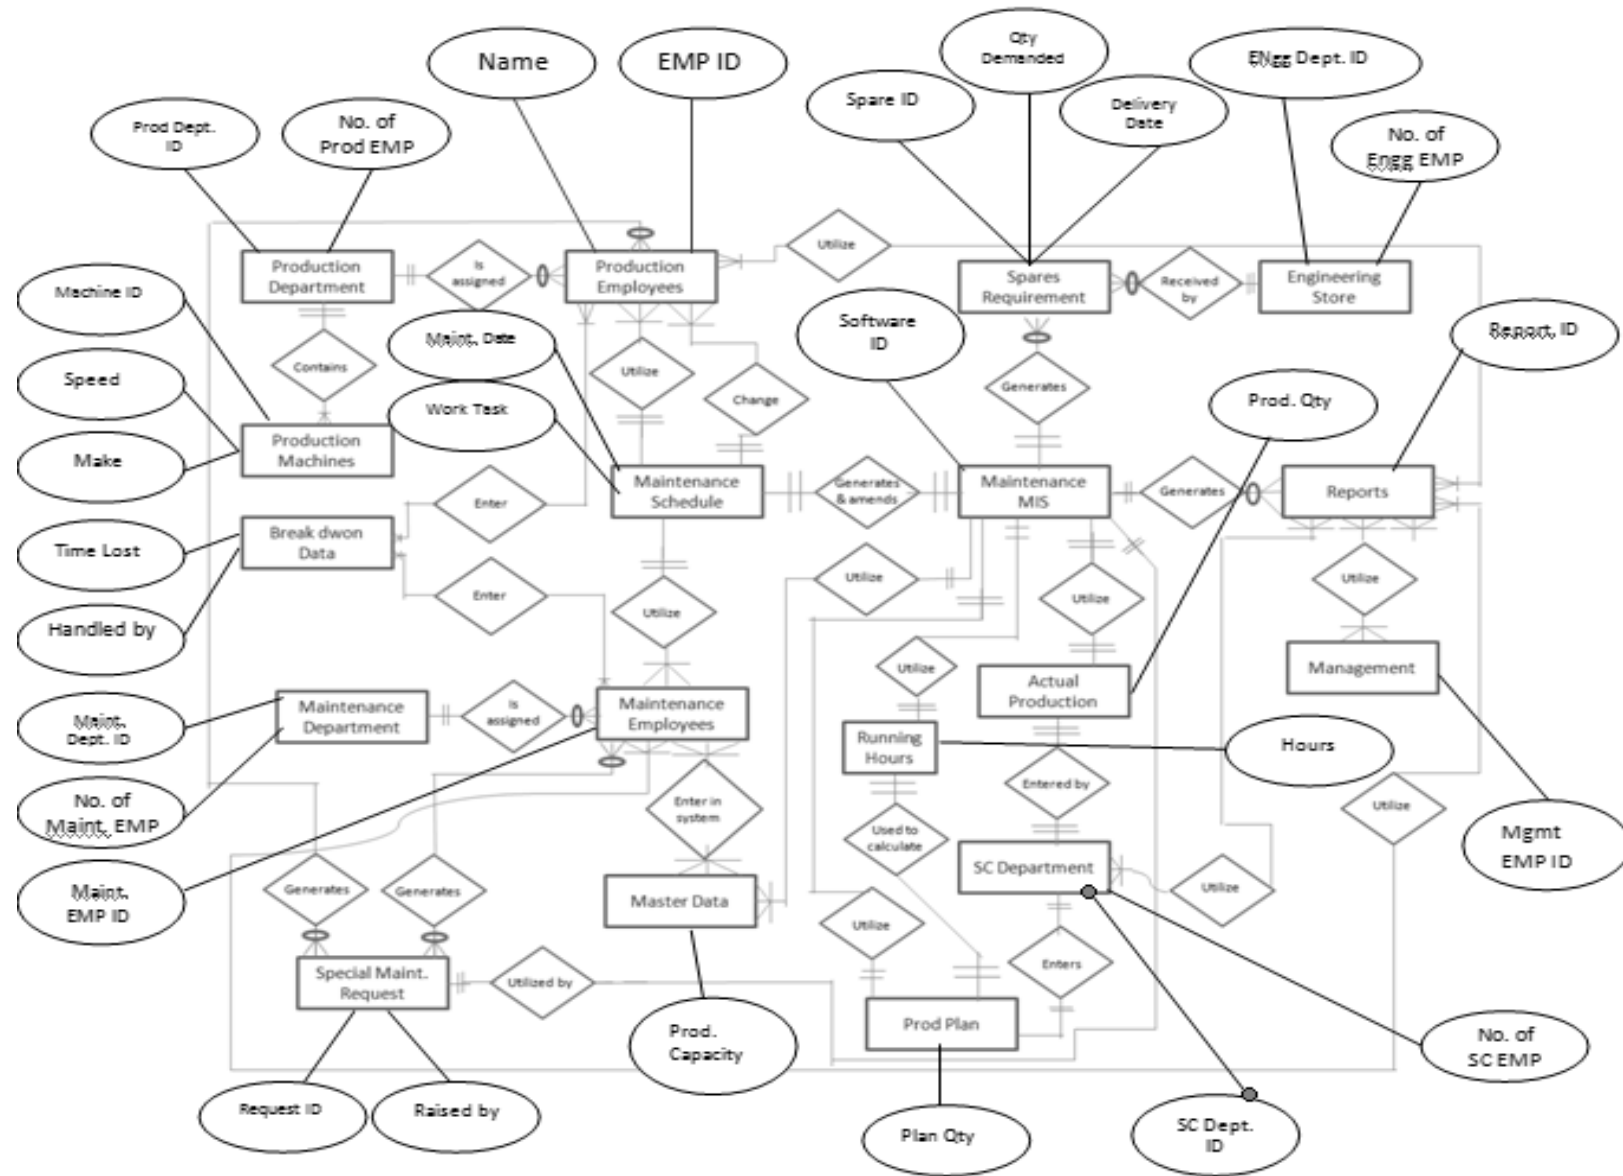 Name
EMP ID
Qty
Demanded
ENgg Dept. ID
Spare ID
Delivery
Date
Prod Dept.
ID
No. of
Prod EMP
No. of
Engg EMP
Utilize
Production
Department
Is
assigned
Production
Employees
Spares
Requirement
Received
by
Engineering
Store
Machine ID
Maint. Date
Software
ID
Report. ID
Contains
Utilize
Speed
Generates
Change
Work Task
Prod. Qty
Production
Machines
Make
Maintenance
Schedule
Generates
& amends
Maintenance
MIS
Generates
Reports
Enter
Break dwon
Data
Time Lost
Utilize
Utilize
Utilize
Enter
Utilize
Handled by
Utilize
Actual
Production
Management
Maint.
Dept. ID
Maintenance
Department
Is
assigned
Maintenance
Employees
Running
Hours
Hours
No. of
Maint. EMP
Enter in
system
Entered by
Utilize
Used to
calculate
Mgmt
EMP ID
Maint.
EMP ID
Generates
Generates
Master Data
SC Department
Utilize
Utilize
Special Maint.
Request
Utilized by
Enters
Prod Plan
Prod.
Capacity
No. of
SC EMP
Request ID
Raised by
Plan Qty
SC Dept.
ID